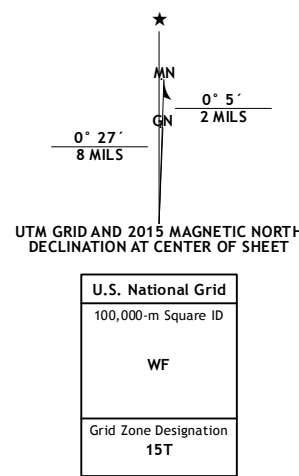 ★
MN
0° 5´
2 MILS
GN
0° 27´
8 MILS
UTM GRID AND 2015 MAGNETIC NORTH
DECLINATION AT CENTER OF SHEET
U.S. National Grid
100,000-m Square ID
WF
Grid Zone Designation
15T